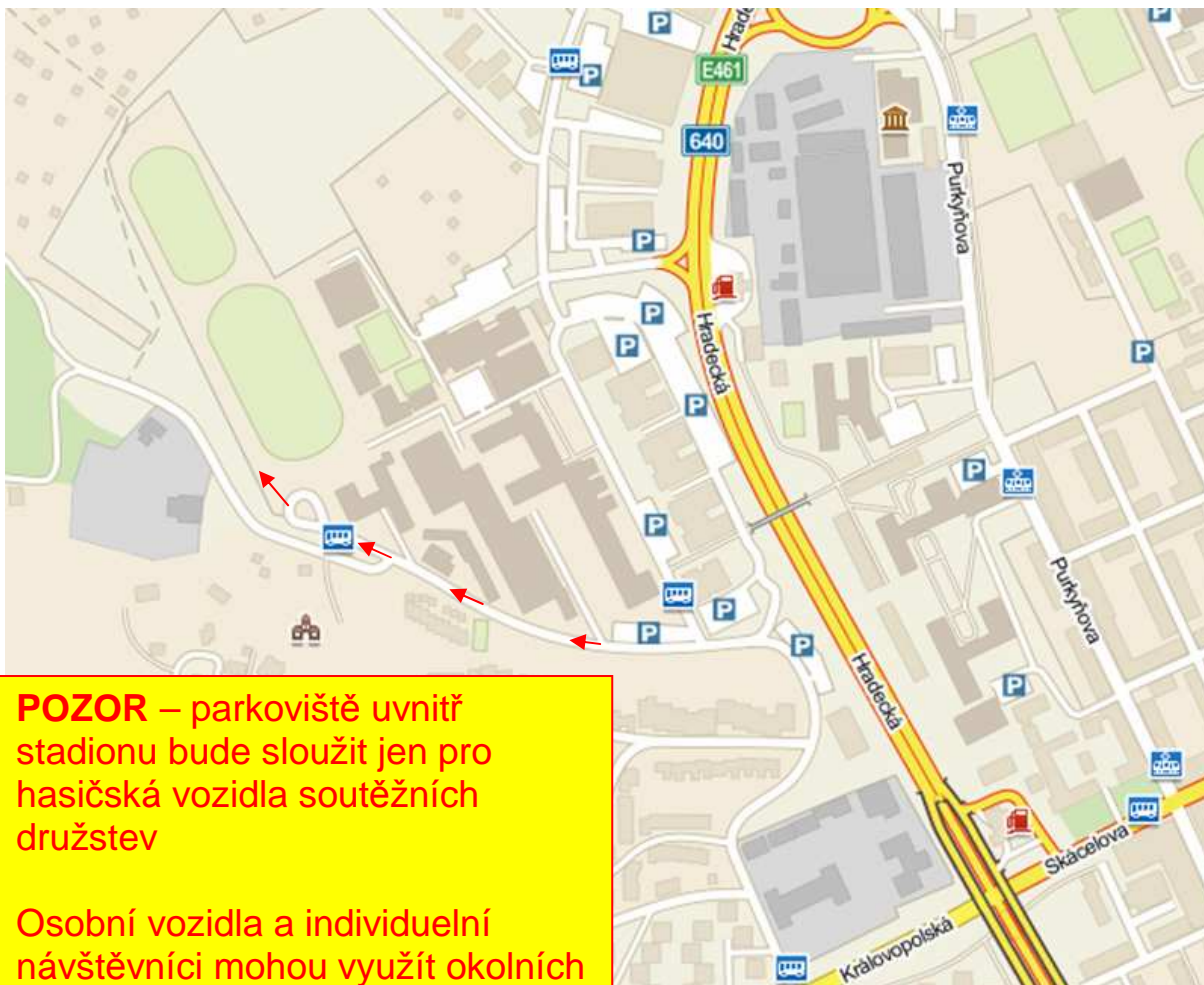 P
P
P
Hrade
E461
640
Purkyňova
P
P
P
Hradecká
P
P
P
P
Purkyňova
P
P
P
Hradecká
P
POZOR – parkoviště uvnitř
stadionu bude sloužit jen pro
hasičská vozidla soutěžních
družstev
Skácelova
Osobní vozidla a individuelní
návštěvníci mohou využít okolních
Královopolská